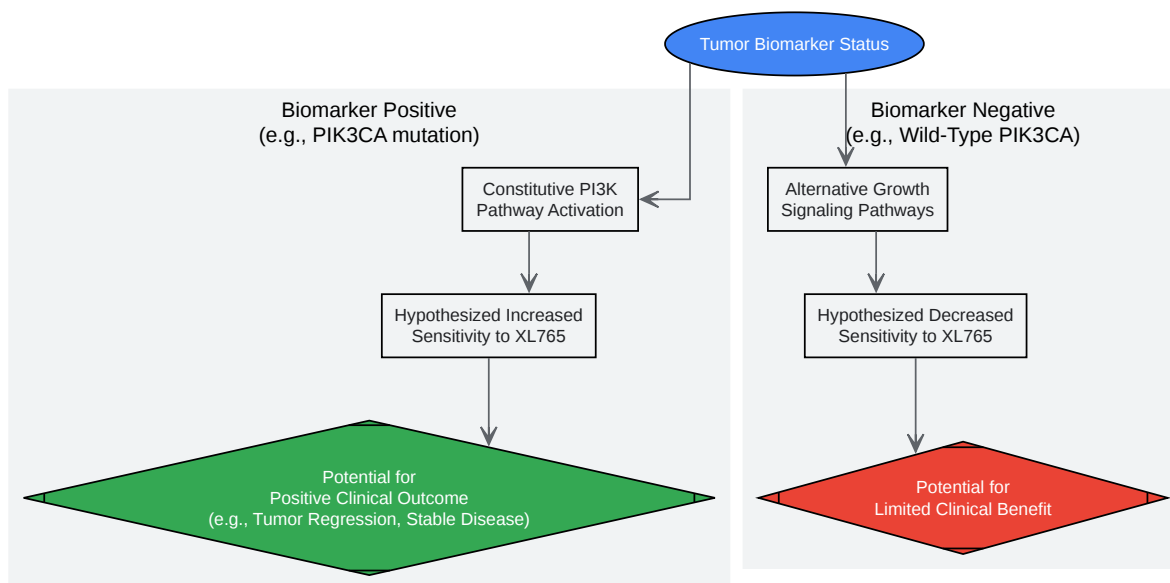 Tumor Biomarker Status
Biomarker Positive
(e.g., PIK3CA mutation)
Constitutive PI3K
Pathway Activation
Hypothesized Increased
Sensitivity to XL765
Potential for
Positive Clinical Outcome
(e.g., Tumor Regression, Stable Disease)
Biomarker Negative
(e.g., Wild-Type PIK3CA)
Alternative Growth
Signaling Pathways
Hypothesized Decreased
Sensitivity to XL765
Potential for
Limited Clinical Benefit